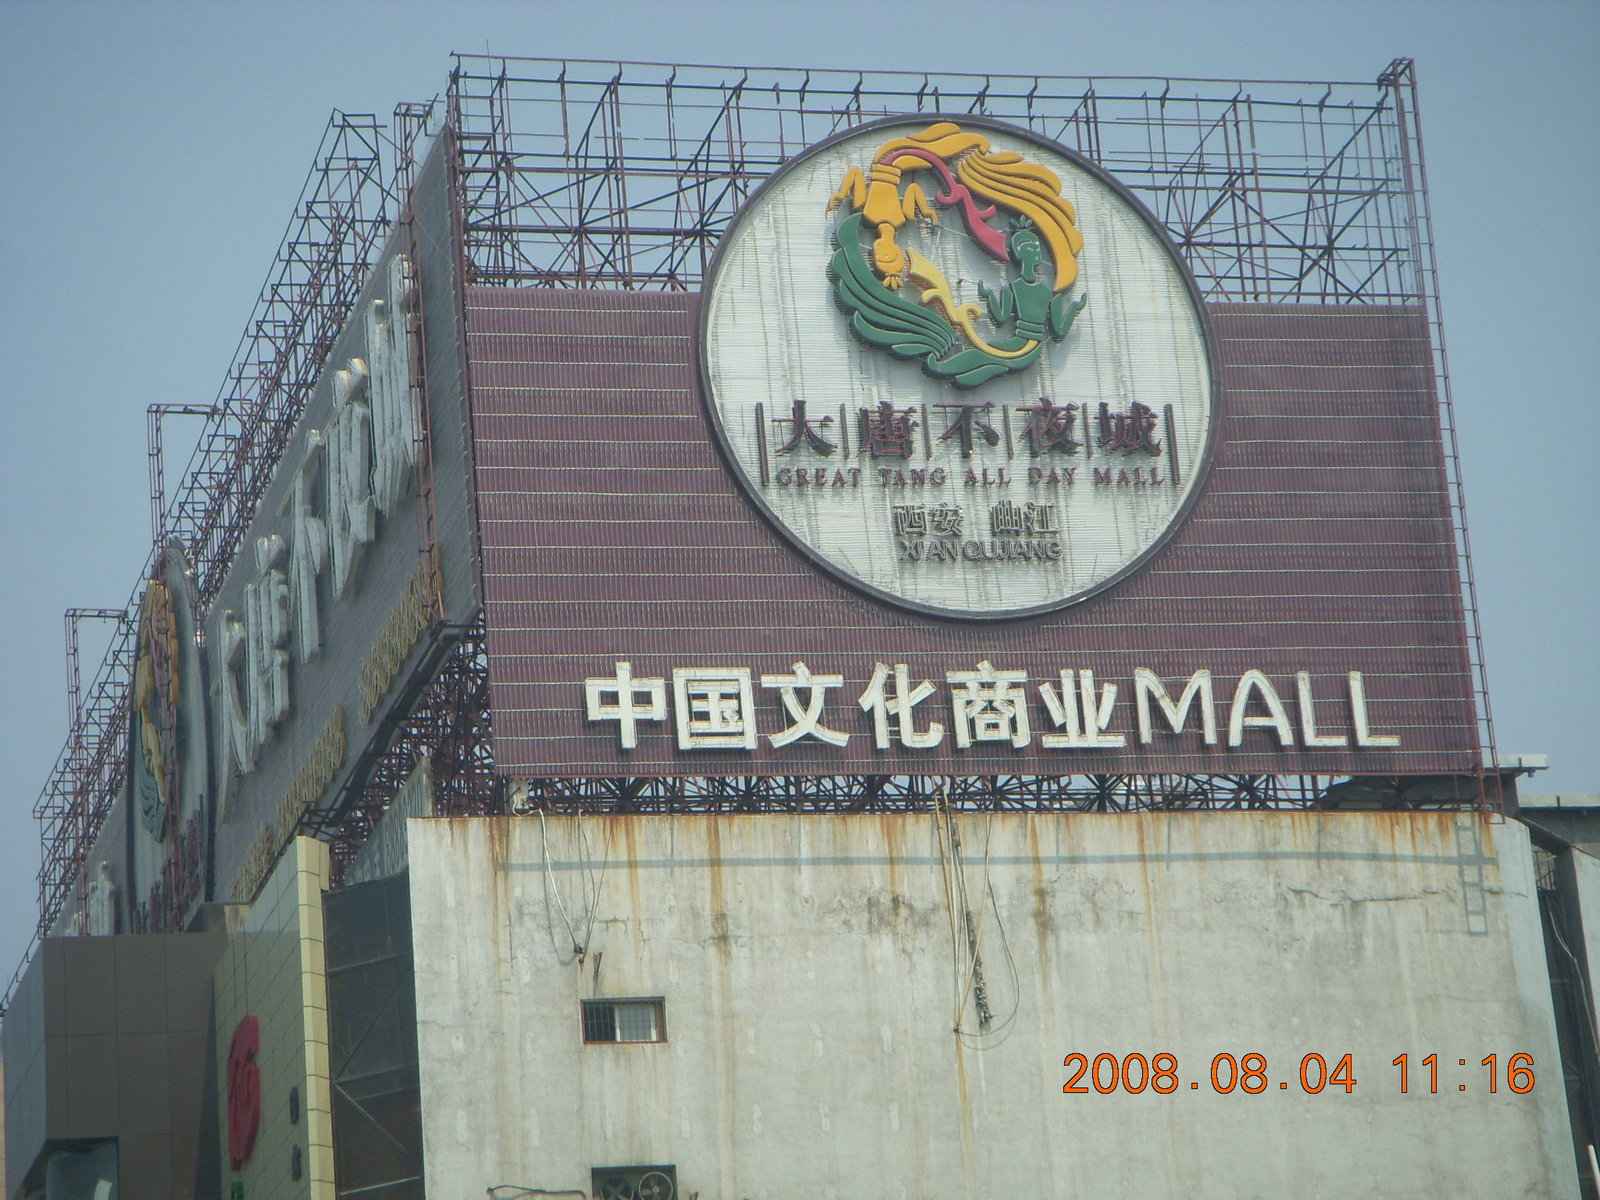 大唐不夜城
GREAT TANG ALL DAY MALL
西安 曲江
XI'AN QUJIANG
中国文化商业MALL
大唐不夜城
2008.08.04 11:16